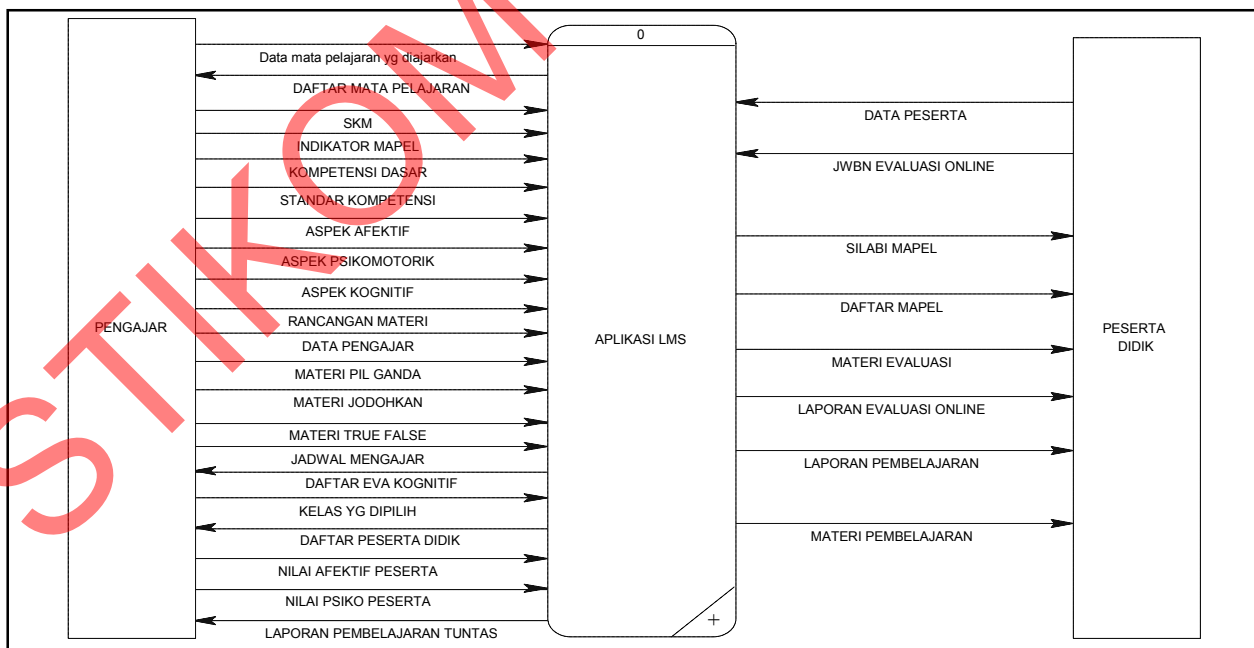 0
Data mata pelajaran yg diajarkan
DAFTAR MATA PELAJARAN
SKM
INDIKATOR MAPEL
KOMPETENSI DASAR
STANDAR KOMPETENSI
ASPEK AFEKTIF
ASPEK PSIKOMOTORIK
ASPEK KOGNITIF
RANCANGAN MATERI
DATA PENGAJAR
MATERI PIL GANDA
MATERI JODOHKAN
MATERI TRUE FALSE
JADWAL MENGAJAR
DAFTAR EVA KOGNITIF
KELAS YG DIPILIH
DAFTAR PESERTA DIDIK
NILAI AFEKTIF PESERTA
NILAI PSIKO PESERTA
LAPORAN PEMBELAJARAN TUNTAS
PENGAJAR
APLIKASI LMS
+
DATA PESERTA
JWBN EVALUASI ONLINE
SILABI MAPEL
DAFTAR MAPEL
MATERI EVALUASI
LAPORAN EVALUASI ONLINE
LAPORAN PEMBELAJARAN
MATERI PEMBELAJARAN
PESERTA
DIDIK
STIKOM